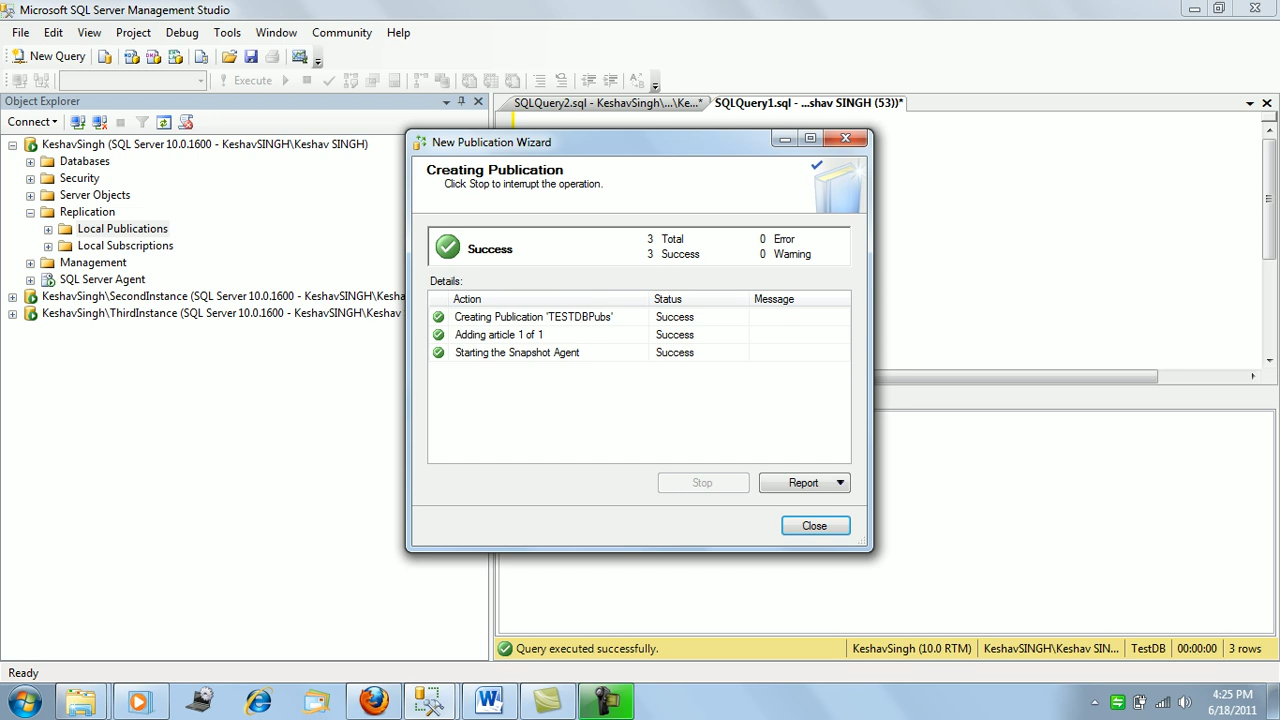 Microsoft SQL Server Management Studio
File Edit View Project Debug Tools Window Community Help
New Query
Execute
Object Explorer
SQLQuery2.sql - KeshavSingh\...\Ke...* SQLQuery1.sql - ...shav SINGH (53))*
Connect
KeshavSingh (SQL Server 10.0.1600 - KeshavSINGH\Keshav SINGH)
Databases
Security
Server Objects
Replication
Local Publications
Local Subscriptions
Management
SQL Server Agent
KeshavSingh\SecondInstance (SQL Server 10.0.1600 - KeshavSINGH\Kesha
KeshavSingh\ThirdInstance (SQL Server 10.0.1600 - KeshavSINGH\Keshav
New Publication Wizard
Creating Publication
Click Stop to interrupt the operation.
Success
3 Total 0 Error
3 Success 0 Warning
Details:
Action Status Message
Creating Publication 'TESTDBPubs' Success
Adding article 1 of 1 Success
Starting the Snapshot Agent Success
Stop Report
Close
Query executed successfully. KeshavSingh (10.0 RTM) KeshavSINGH\Keshav SIN... TestDB 00:00:00 3 rows
Ready
4:25 PM
6/18/2011